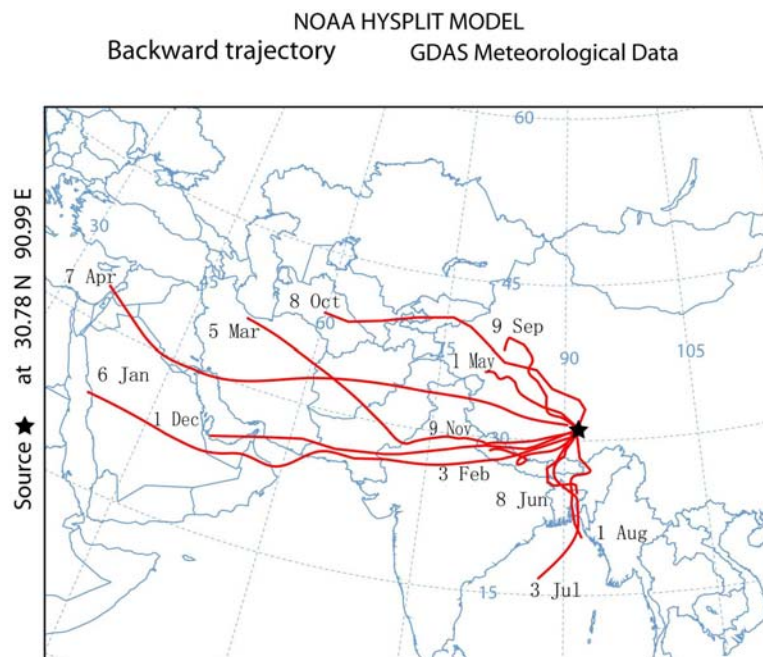 NOAA HYSPLIT MODEL
Backward trajectory GDAS Meteorological Data
Source ★ at 30.78 N 90.99 E
60
30
7 Apr
45
45
8 Oct
5 Mar
60
9 Sep
75
1 May
90
105
6 Jan
1 Dec
9 Nov
30
3 Feb
8 Jun
1 Aug
15
3 Jul